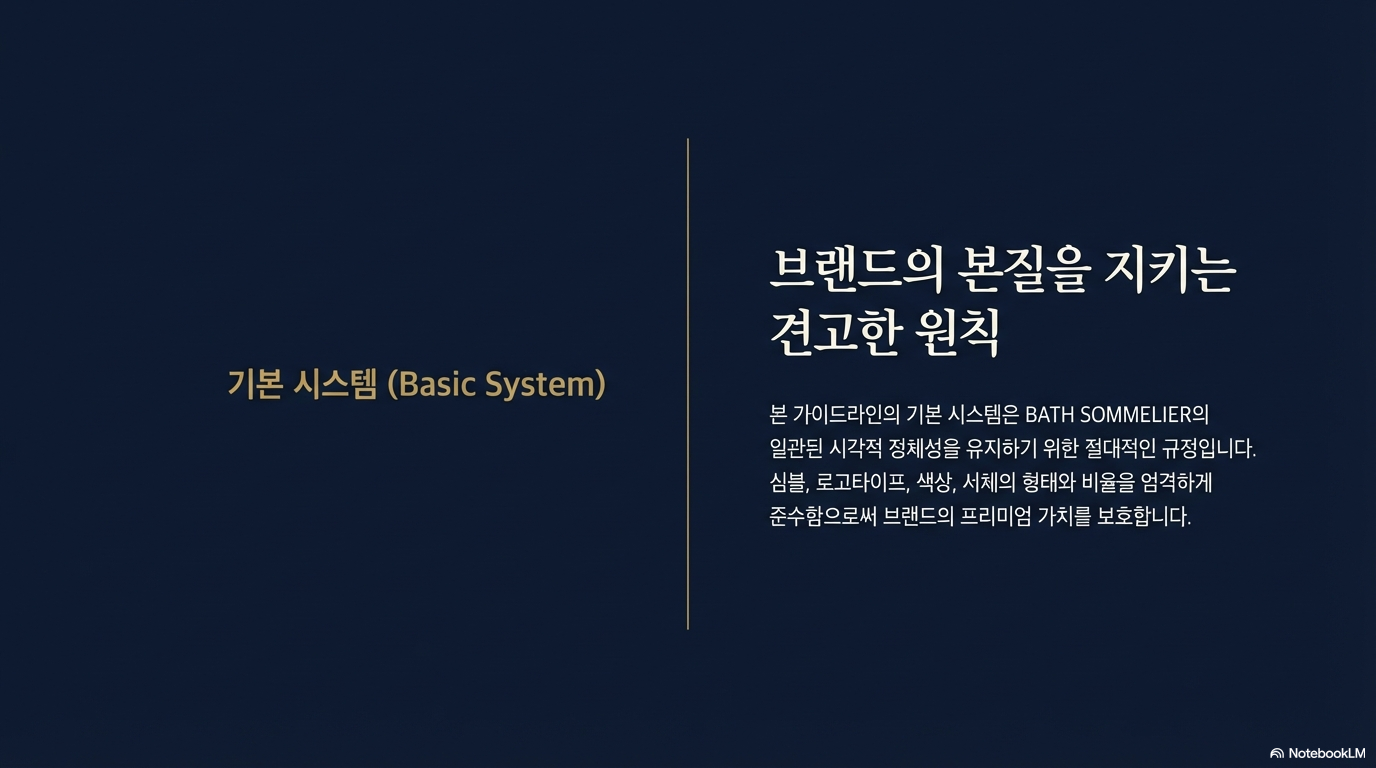 기본 시스템 (Basic System)
브랜드의 본질을 지키는
견고한 원칙
본 가이드라인의 기본 시스템은 BATH SOMMELIER의
일관된 시각적 정체성을 유지하기 위한 절대적인 규정입니다.
심블, 로고타이프, 색상, 서체의 형태와 비율을 엄격하게
준수함으로써 브랜드의 프리미엄 가치를 보호합니다.
NotebookLM